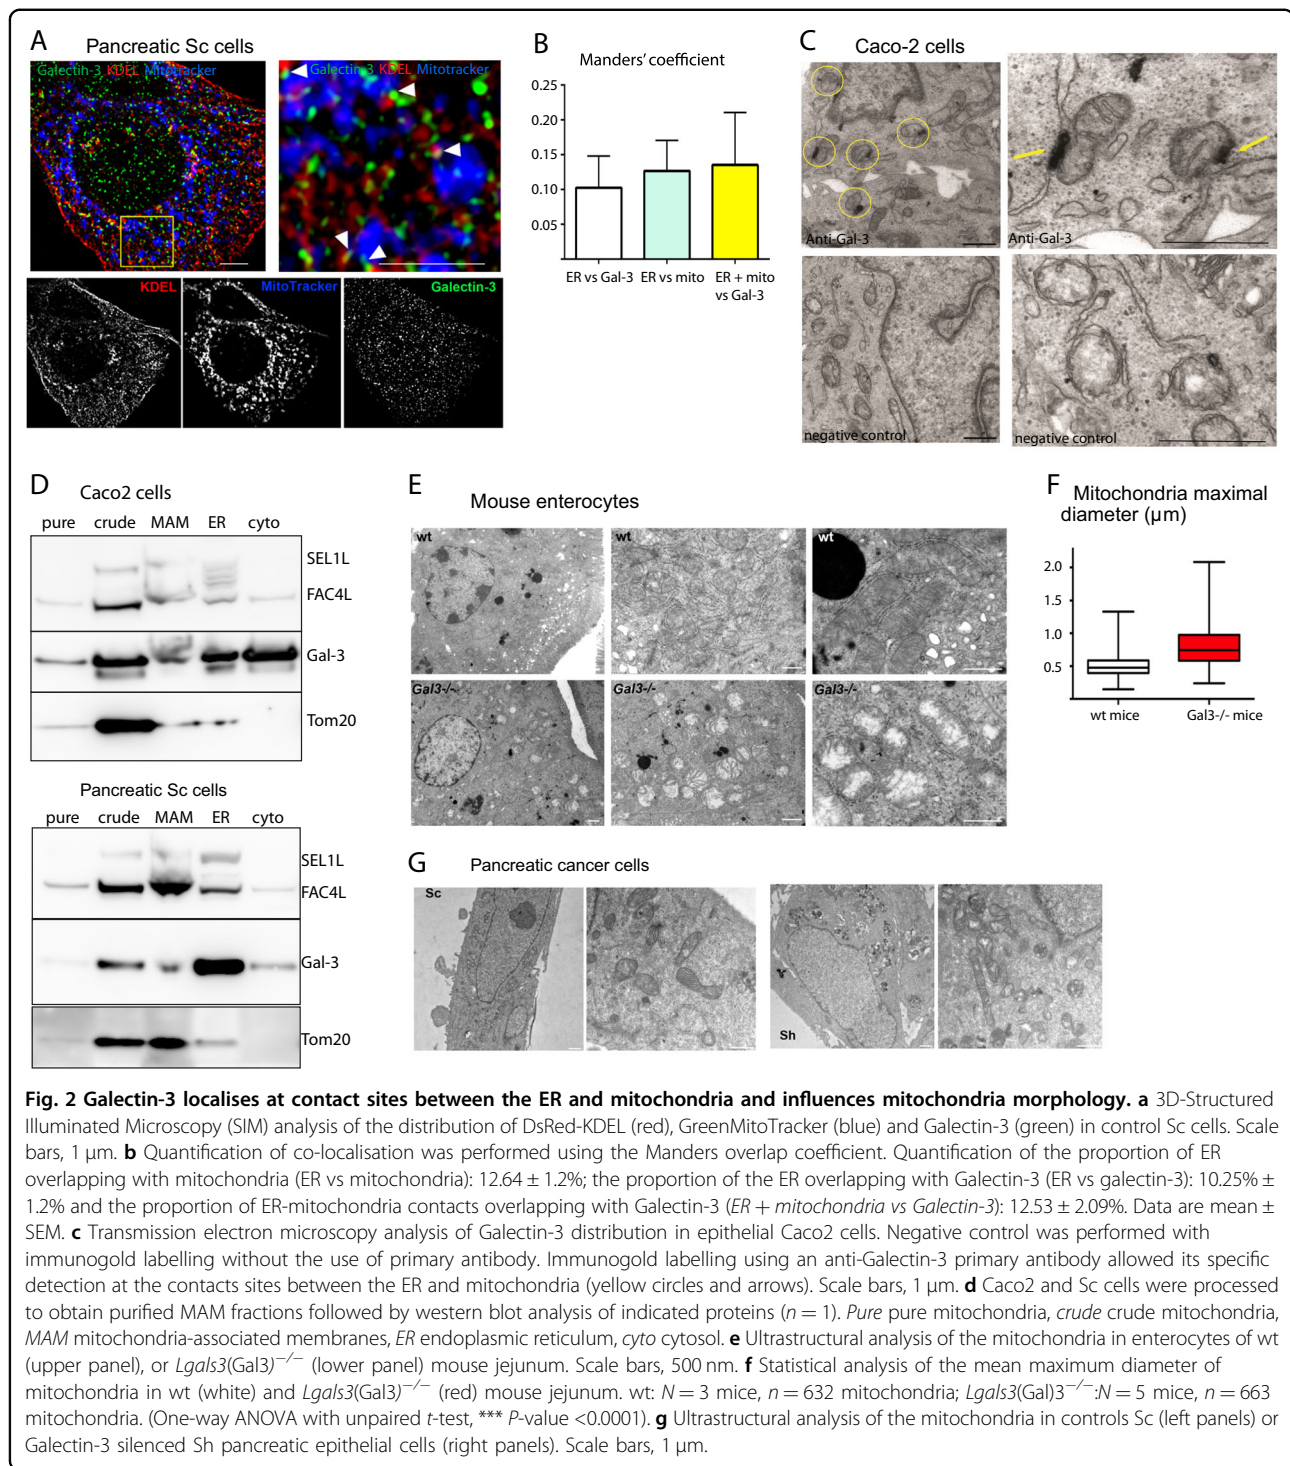 A
Pancreatic Sc cells
Galectin-3 KDEL Mitotracker
Galectin-3 KDEL Mitotracker
KDEL
MitoTracker
Galectin-3
B
Manders’ coefficient
0.25
0.20
0.15
0.10
0.05
ER vs Gal-3
ER vs mito
ER + mito
vs Gal-3
C
Caco-2 cells
Anti-Gal-3
Anti-Gal-3
negative control
negative control
D
Caco2 cells
pure crude MAM ER cyto
SEL1L
FAC4L
Gal-3
Tom20
Pancreatic Sc cells
pure crude MAM ER cyto
SEL1L
FAC4L
Gal-3
Tom20
E
Mouse enterocytes
wt
wt
wt
Gal3-/-
Gal3-/-
Gal3-/-
F
Mitochondria maximal
diameter (µm)
2.0
1.5
1.0
0.5
wt mice
Gal3-/- mice
G
Pancreatic cancer cells
Sc
Sh
Fig. 2 Galectin-3 localises at contact sites between the ER and mitochondria and influences mitochondria morphology. a 3D-Structured
Illuminated Microscopy (SIM) analysis of the distribution of DsRed-KDEL (red), GreenMitoTracker (blue) and Galectin-3 (green) in control Sc cells. Scale
bars, 1 µm. b Quantification of co-localisation was performed using the Manders overlap coefficient. Quantification of the proportion of ER
overlapping with mitochondria (ER vs mitochondria): 12.64 ± 1.2%; the proportion of the ER overlapping with Galectin-3 (ER vs galectin-3): 10.25% ±
1.2% and the proportion of ER-mitochondria contacts overlapping with Galectin-3 (ER + mitochondria vs Galectin-3): 12.53 ± 2.09%. Data are mean ±
SEM. c Transmission electron microscopy analysis of Galectin-3 distribution in epithelial Caco2 cells. Negative control was performed with
immunogold labelling without the use of primary antibody. Immunogold labelling using an anti-Galectin-3 primary antibody allowed its specific
detection at the contacts sites between the ER and mitochondria (yellow circles and arrows). Scale bars, 1 µm. d Caco2 and Sc cells were processed
to obtain purified MAM fractions followed by western blot analysis of indicated proteins (n = 1). Pure pure mitochondria, crude crude mitochondria,
MAM mitochondria-associated membranes, ER endoplasmic reticulum, cyto cytosol. e Ultrastructural analysis of the mitochondria in enterocytes of wt
(upper panel), or Lgals3(Gal3)−/− (lower panel) mouse jejunum. Scale bars, 500 nm. f Statistical analysis of the mean maximum diameter of
mitochondria in wt (white) and Lgals3(Gal3)−/− (red) mouse jejunum. wt: N = 3 mice, n = 632 mitochondria; Lgals3(Gal)3−/−:N = 5 mice, n = 663
mitochondria. (One-way ANOVA with unpaired t-test, *** P-value <0.0001). g Ultrastructural analysis of the mitochondria in controls Sc (left panels) or
Galectin-3 silenced Sh pancreatic epithelial cells (right panels). Scale bars, 1 µm.